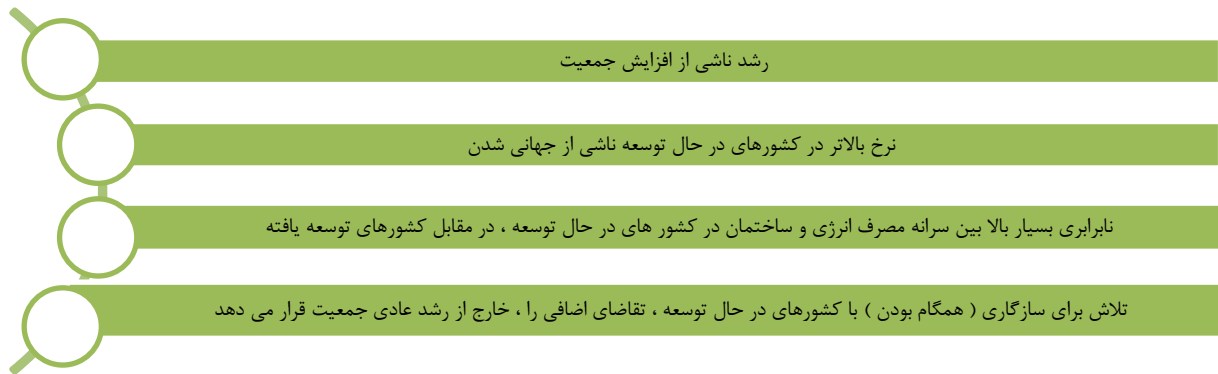 رشد ناشی از افزایش جمعیت
نرخ بالاتر در کشورهای در حال توسعه ناشی از جهانی شدن
نابرابری بسیار بالا بین سرانه مصرف انرژی و ساختمان در کشور های در حال توسعه ، در مقابل کشورهای توسعه یافته
تلاش برای سازگاری ( همگام بودن ) با کشورهای در حال توسعه ، تقاضای اضافی را ، خارج از رشد عادی جمعیت قرار می دهد